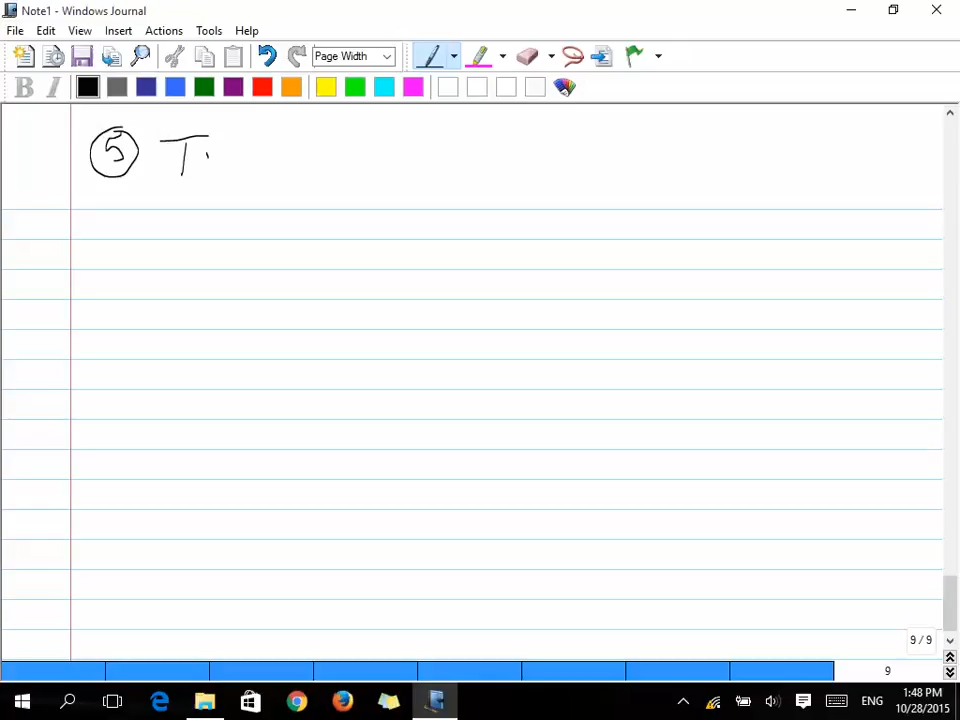 Note1 - Windows Journal
File Edit View Insert Actions Tools Help
Page Width
B I
⑤ T
9 / 9
9
ENG
1:48 PM
10/28/2015